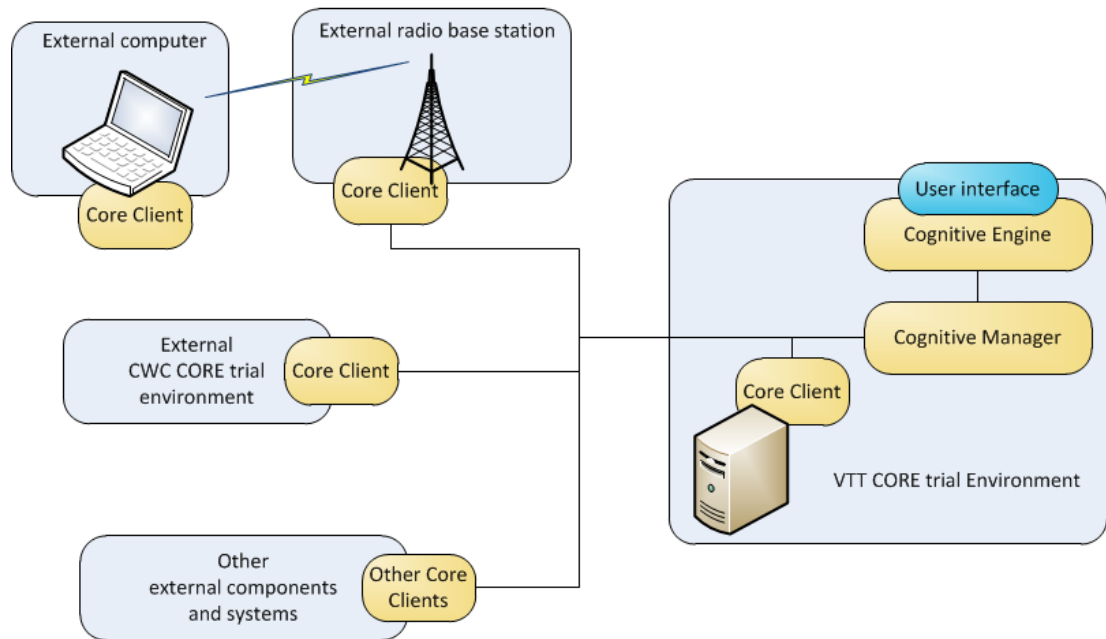 External computer
External radio base station
Core Client
Core Client
User interface
Cognitive Engine
Cognitive Manager
External
CWC CORE trial
environment
Core Client
Core Client
VTT CORE trial Environment
Other
external components
and systems
Other Core
Clients